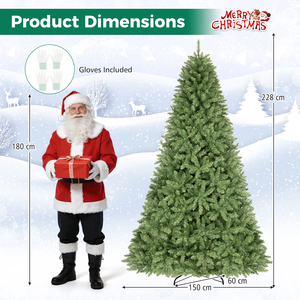 Product Dimensions
MERRY
CHRISTMAS
Gloves Included
228 cm
180 cm
60 cm
150 cm